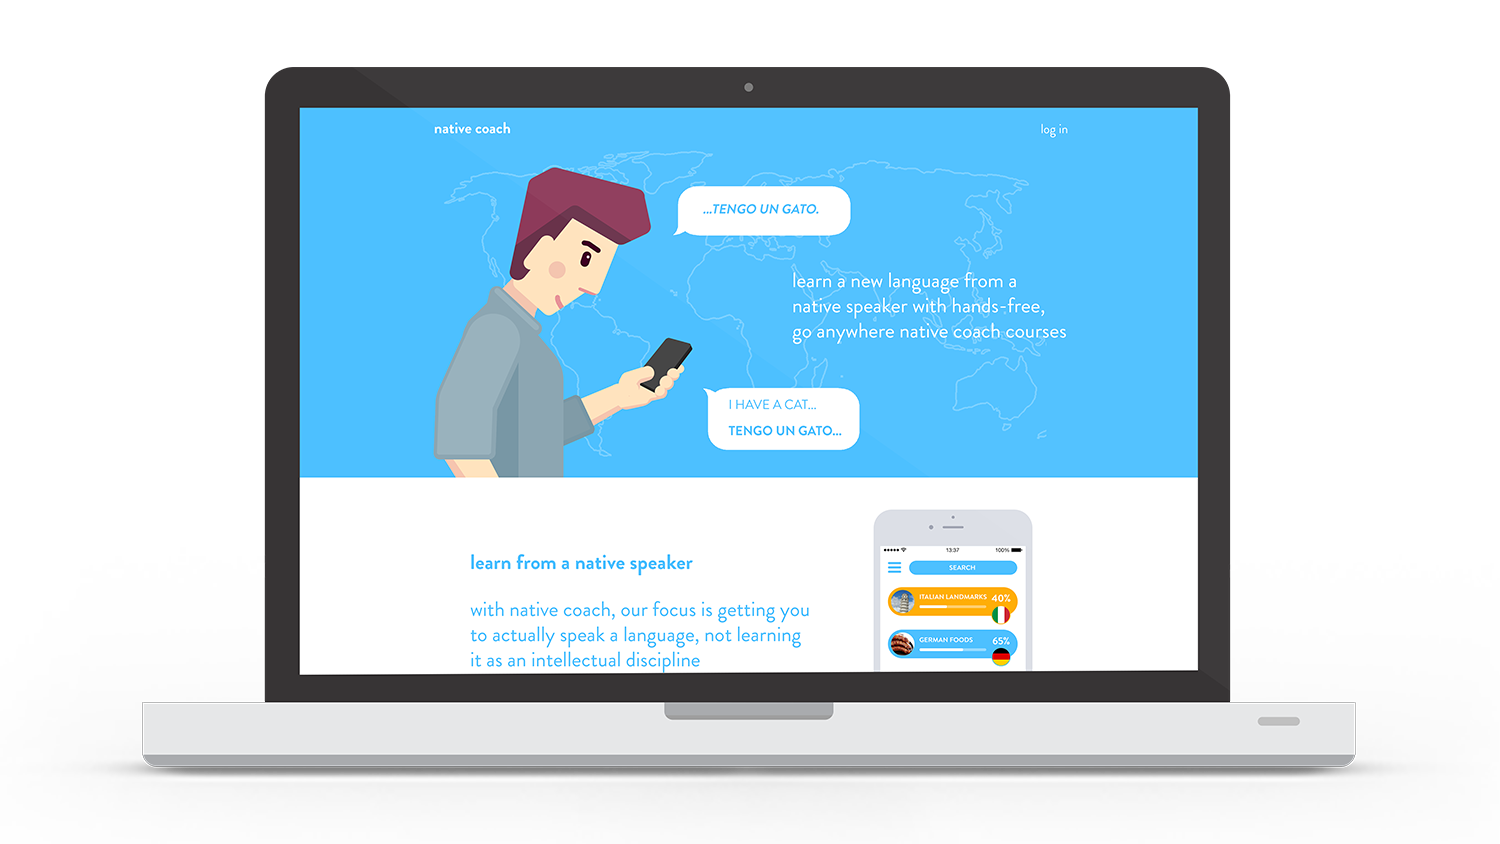 native coach
log in
...TENGO UN GATO.
learn a new language from a
native speaker with hands-free,
go anywhere native coach courses
I HAVE A CAT...
TENGO UN GATO...
learn from a native speaker
with native coach, our focus is getting you
to actually speak a language, not learning
it as an intellectual discipline
13:37
100%
SEARCH
ITALIAN LANDMARKS
40%
GERMAN FOODS
65%